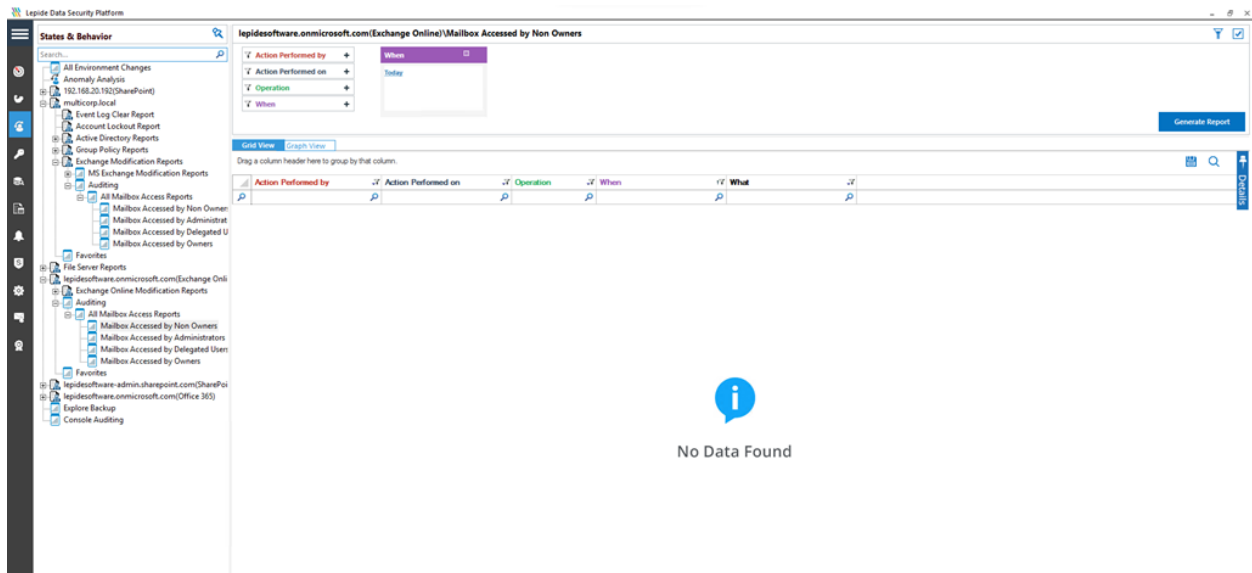 Lepide Data Security Platform
States & Behavior
Search...
All Environment Changes
Anomaly Analysis
192.168.20.192(SharePoint)
multicorp.local
Event Log Clear Report
Account Lockout Report
Active Directory Reports
Group Policy Reports
Exchange Modification Reports
MS Exchange Modification Reports
Auditing
All Mailbox Access Reports
Mailbox Accessed by Non Owner
Mailbox Accessed by Administrat
Mailbox Accessed by Delegated U
Mailbox Accessed by Owners
Favorites
File Server Reports
lepidesoftware.onmicrosoft.com(Exchange Onli
Exchange Online Modification Reports
Auditing
All Mailbox Access Reports
Mailbox Accessed by Non Owners
Mailbox Accessed by Administrators
Mailbox Accessed by Delegated Users
Mailbox Accessed by Owners
Favorites
lepidesoftware-admin.sharepoint.com(SharePoi
lepidesoftware.onmicrosoft.com(Office 365)
Explore Backup
Console Auditing
lepidesoftware.onmicrosoft.com(Exchange Online)\Mailbox Accessed by Non Owners
Action Performed by +
Action Performed on +
Operation +
When +
When
Today
Generate Report
Grid View Graph View
Drag a column header here to group by that column.
Action Performed by Action Performed on Operation When What
Details
No Data Found